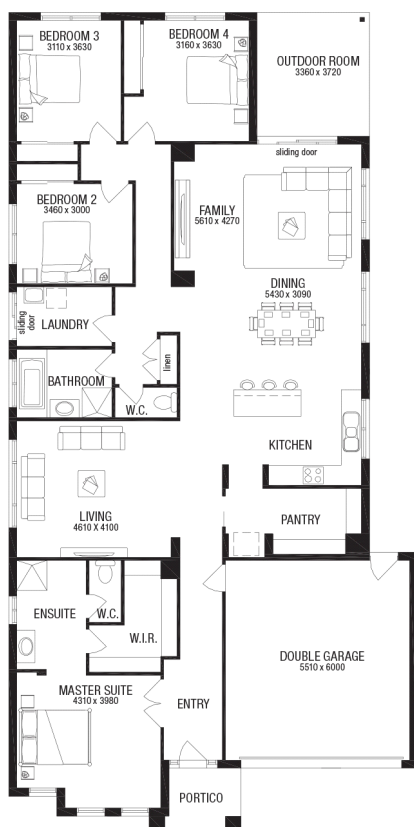 BEDROOM 3
3110 x 3630
BEDROOM 4
3160 x 3630
OUTDOOR ROOM
3360 x 3720
sliding door
BEDROOM 2
3460 x 3000
FAMILY
5610 x 4270
DINING
5430 x 3090
sliding
door
LAUNDRY
linen
BATHROOM
W.C.
KITCHEN
LIVING
4610 X 4100
PANTRY
ENSUITE
W.C.
W.I.R.
DOUBLE GARAGE
5510 x 6000
MASTER SUITE
4310 x 3980
ENTRY
PORTICO